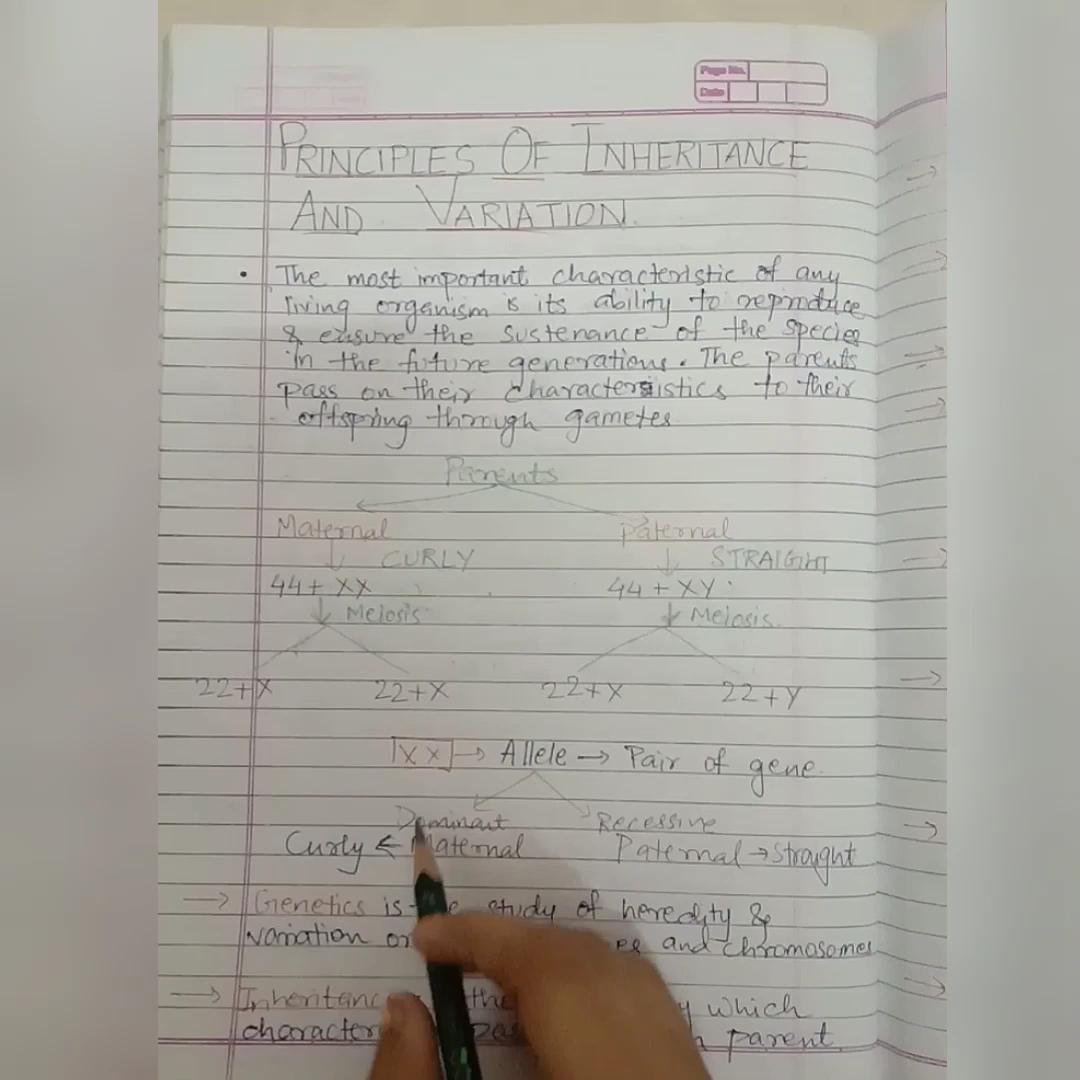 Page No.
Date
PRINCIPLES OF INHERITANCE
AND VARIATION.
• The most important characteristic of any
living organism is its ability to reproduce
& ensure the sustenance of the species
in the future generations. The parents
pass on their characteristics to their
offspring through gametes
Parents
Maternal Paternal
CURLY STRAIGHT
44 + XX 44 + XY
Meiosis Meiosis
22+X 22+X 22+X 22+Y
XX → Allele → Pair of gene.
Dominant Recessive
Curly ← Maternal Paternal → Straight
→ Genetics is the study of heredity &
variation and chromosomes
→ the which
parent